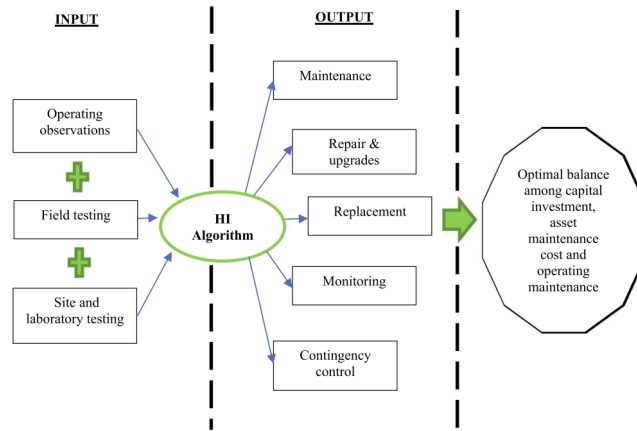 INPUT
OUTPUT
Operating
observations
Field testing
Site and
laboratory testing
HI
Algorithm
Maintenance
Repair &
upgrades
Replacement
Monitoring
Contingency
control
Optimal balance
among capital
investment,
asset
maintenance
cost and
operating
maintenance